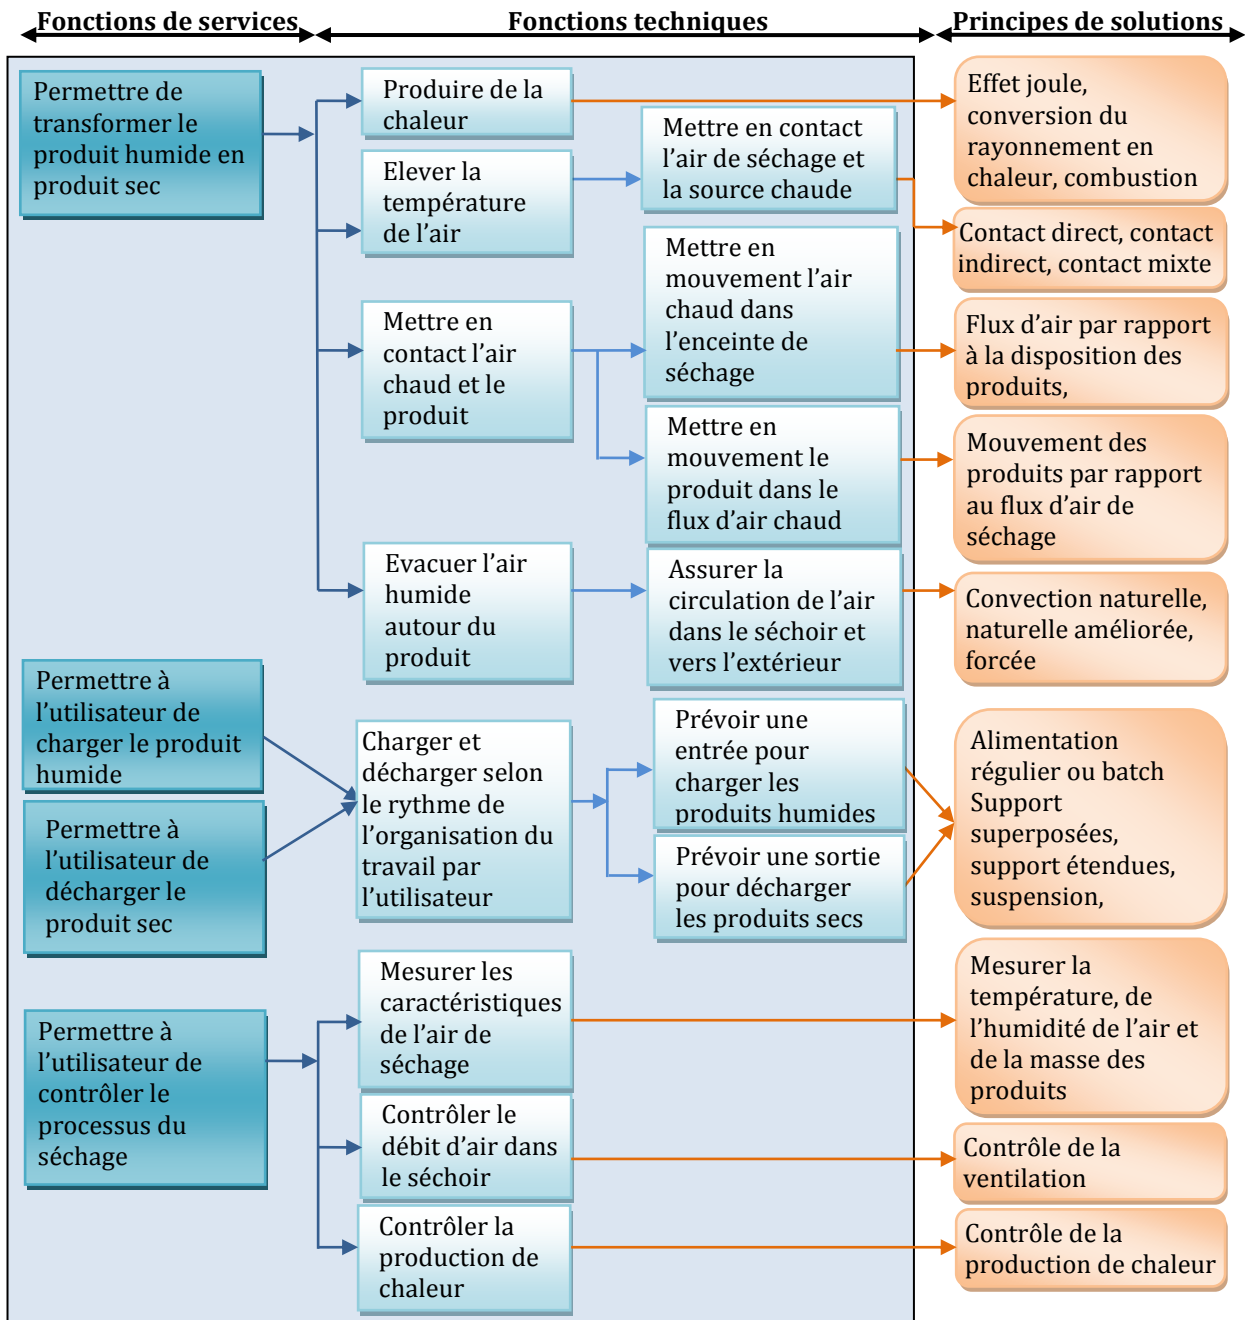 Fonctions de services
Fonctions techniques
Principes de solutions
Permettre de
transformer le
produit humide en
produit sec
Produire de la
chaleur
Elever la
température
de l’air
Mettre en contact
l’air de séchage et
la source chaude
Effet joule,
conversion du
rayonnement en
chaleur, combustion
Contact direct, contact
indirect, contact mixte
Mettre en
contact l’air
chaud et le
produit
Mettre en
mouvement l’air
chaud dans
l’enceinte de
séchage
Flux d’air par rapport
à la disposition des
produits,
Mettre en
mouvement le
produit dans le
flux d’air chaud
Mouvement des
produits par rapport
au flux d’air de
séchage
Evacuer l’air
humide
autour du
produit
Assurer la
circulation de l’air
dans le séchoir et
vers l’extérieur
Convection naturelle,
naturelle améliorée,
forcée
Permettre à
l’utilisateur de
charger le produit
humide
Permettre à
l’utilisateur de
décharger le
produit sec
Charger et
décharger selon
le rythme de
l’organisation du
travail par
l’utilisateur
Prévoir une
entrée pour
charger les
produits humides
Prévoir une sortie
pour décharger
les produits secs
Alimentation
régulier ou batch
Support
superposées,
support étendues,
suspension,
Permettre à
l’utilisateur de
contrôler le
processus du
séchage
Mesurer les
caractéristiques
de l’air de
séchage
Mesurer la
température, de
l’humidité de l’air et
de la masse des
produits
Contrôler le
débit d’air dans
le séchoir
Contrôle de la
ventilation
Contrôler la
production de
chaleur
Contrôle de la
production de chaleur